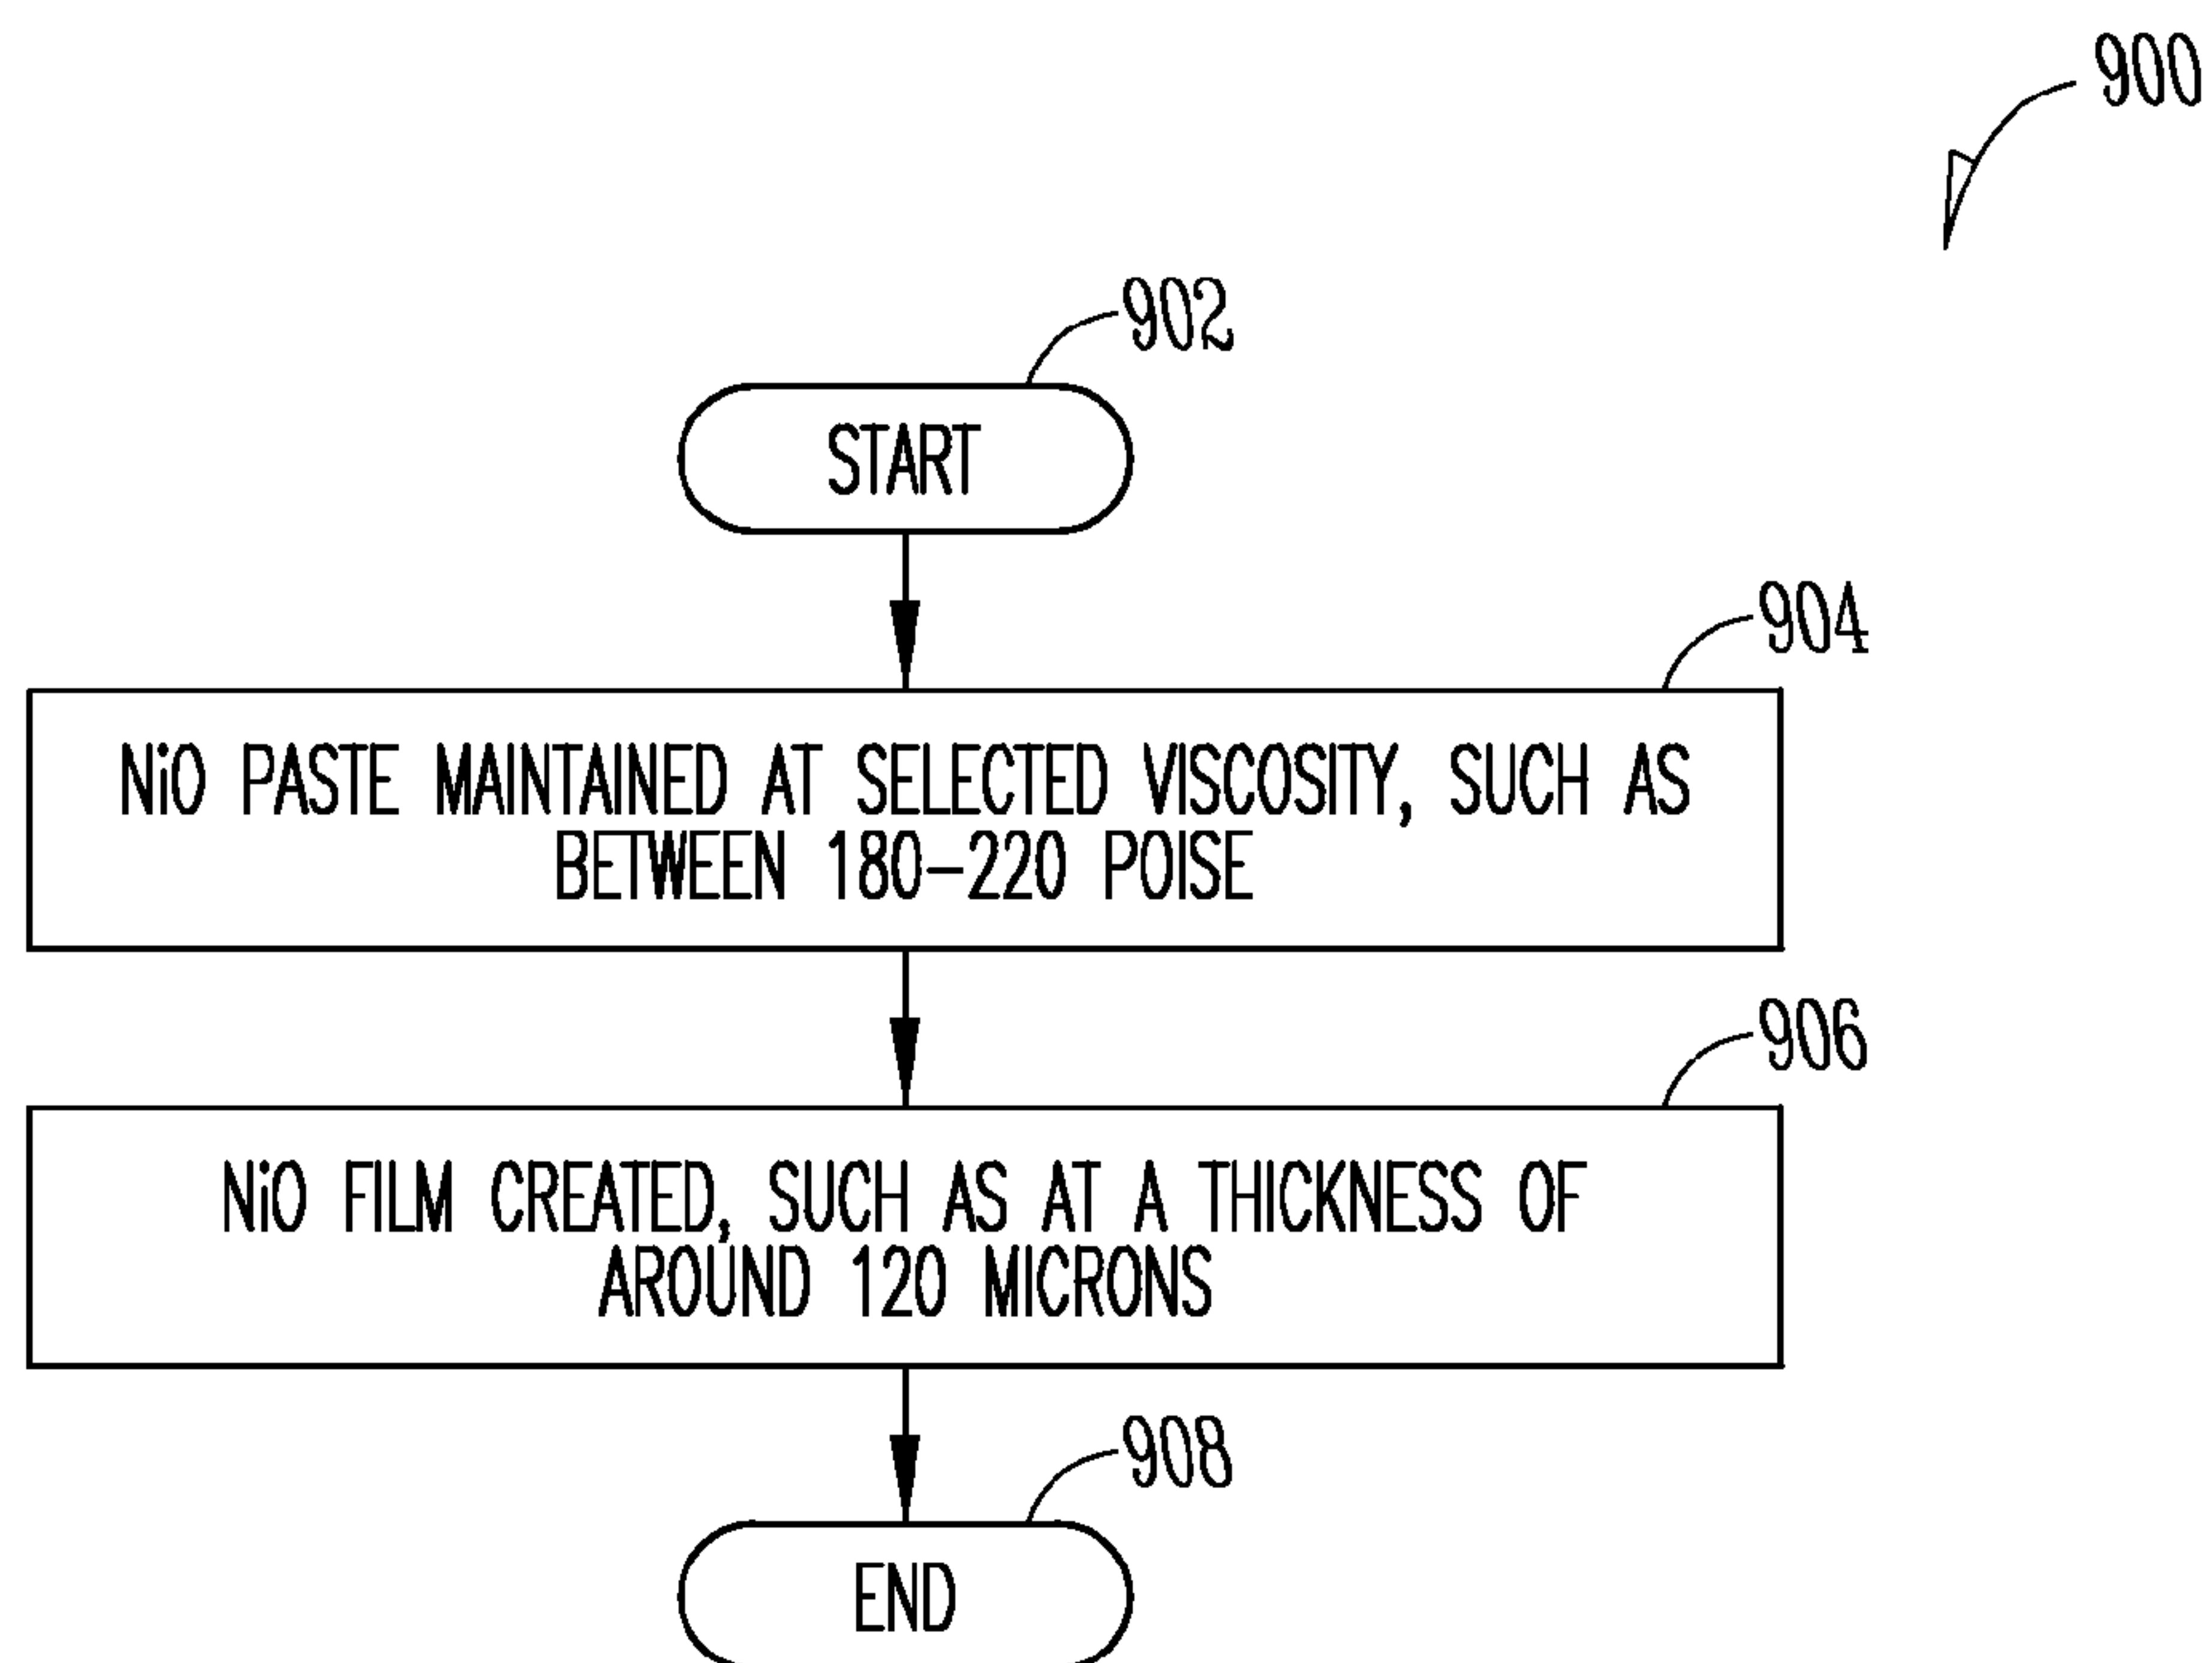 900
902
START
904
NiO PASTE MAINTAINED AT SELECTED VISCOSITY, SUCH AS
BETWEEN 180-220 POISE
906
NiO FILM CREATED, SUCH AS AT A THICKNESS OF
AROUND 120 MICRONS
908
END